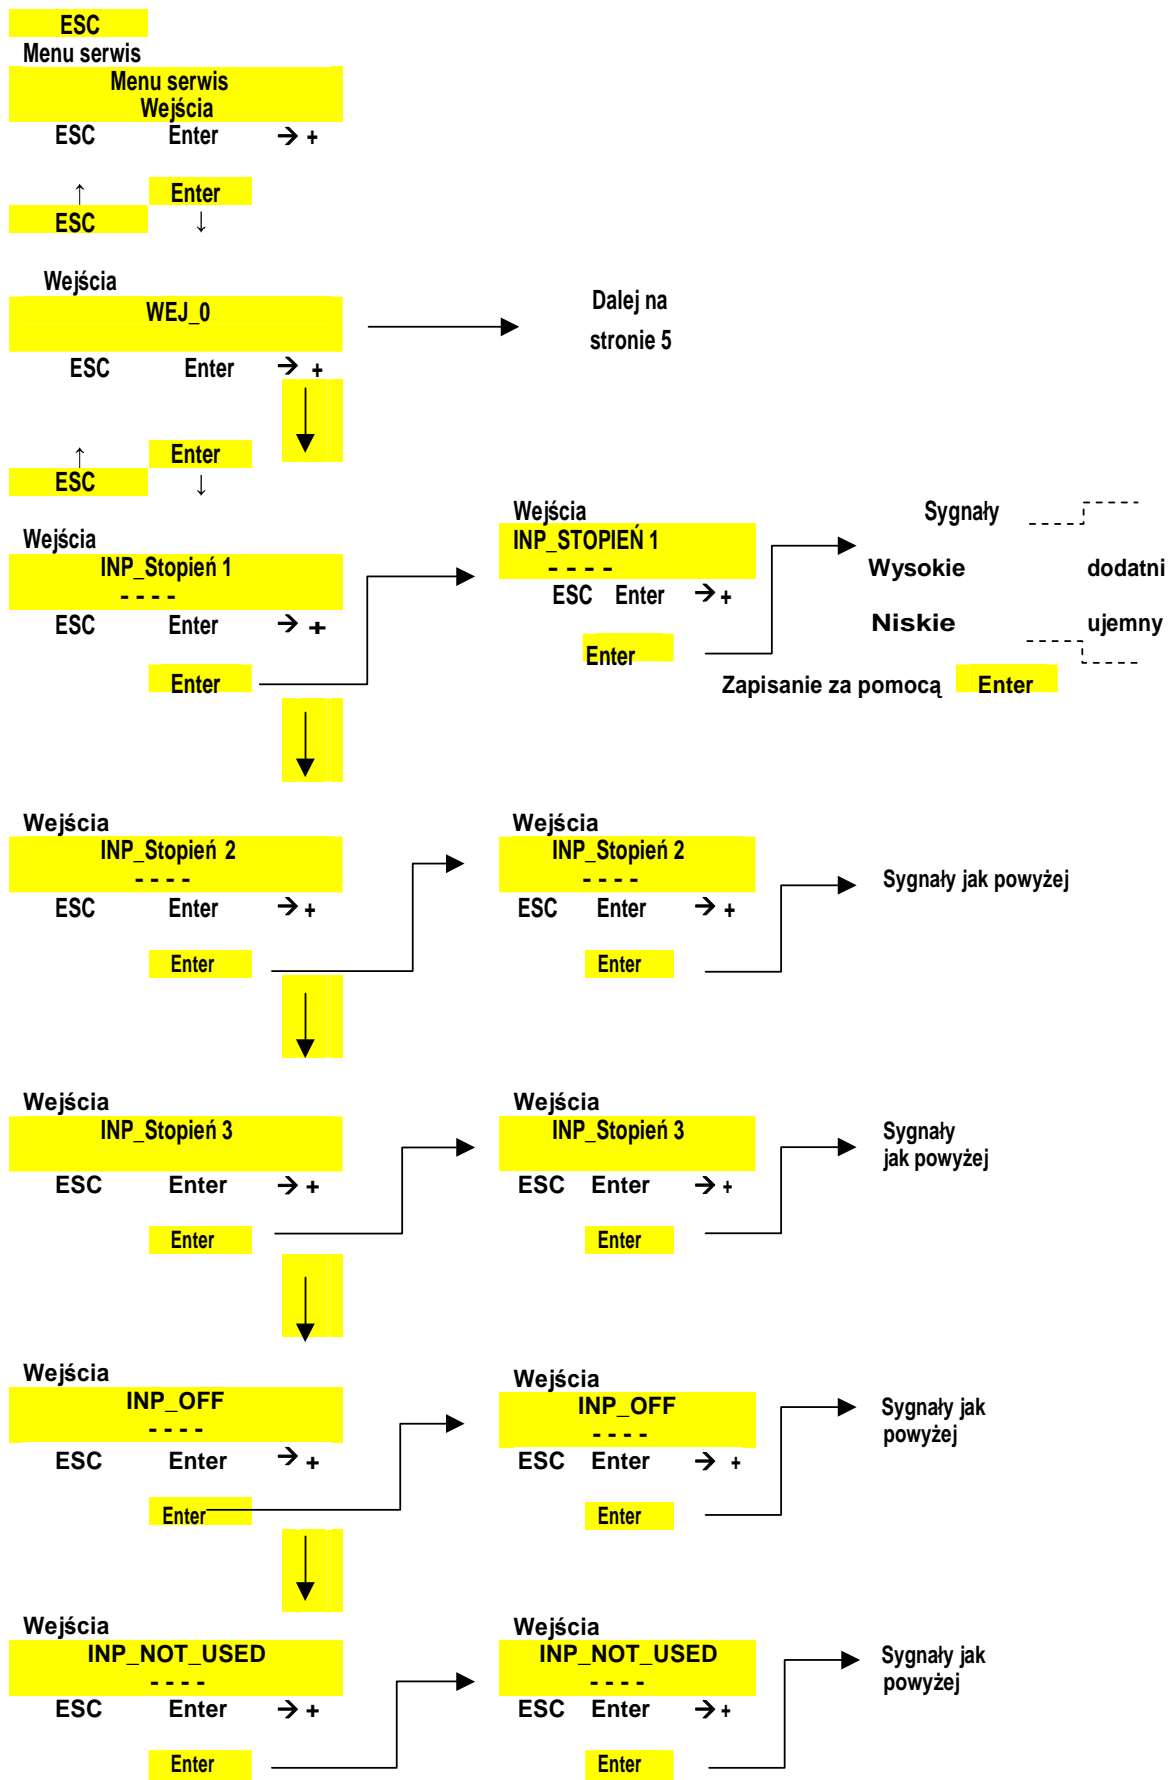 ESC
Menu serwis
Menu serwis
Wejścia
ESC Enter → +
↑ Enter
ESC ↓
Wejścia
WEJ_0
ESC Enter → +
Dalej na
stronie 5
↑ Enter
ESC ↓
Wejścia
INP_Stopień 1
- - - -
ESC Enter → +
Enter
Wejścia
INP_STOPIEŃ 1
- - - -
ESC Enter → +
Enter
Sygnały
Wysokie dodatni
Niskie ujemny
Zapisanie za pomocą Enter
Wejścia
INP_Stopień 2
- - - -
ESC Enter → +
Enter
Wejścia
INP_Stopień 2
- - - -
ESC Enter → +
Enter
Sygnały jak powyżej
Wejścia
INP_Stopień 3
ESC Enter → +
Enter
Wejścia
INP_Stopień 3
ESC Enter → +
Enter
Sygnały
jak powyżej
Wejścia
INP_OFF
- - - -
ESC Enter → +
Enter
Wejścia
INP_OFF
- - - -
ESC Enter → +
Enter
Sygnały jak
powyżej
Wejścia
INP_NOT_USED
- - - -
ESC Enter → +
Enter
Wejścia
INP_NOT_USED
- - - -
ESC Enter → +
Enter
Sygnały jak
powyżej